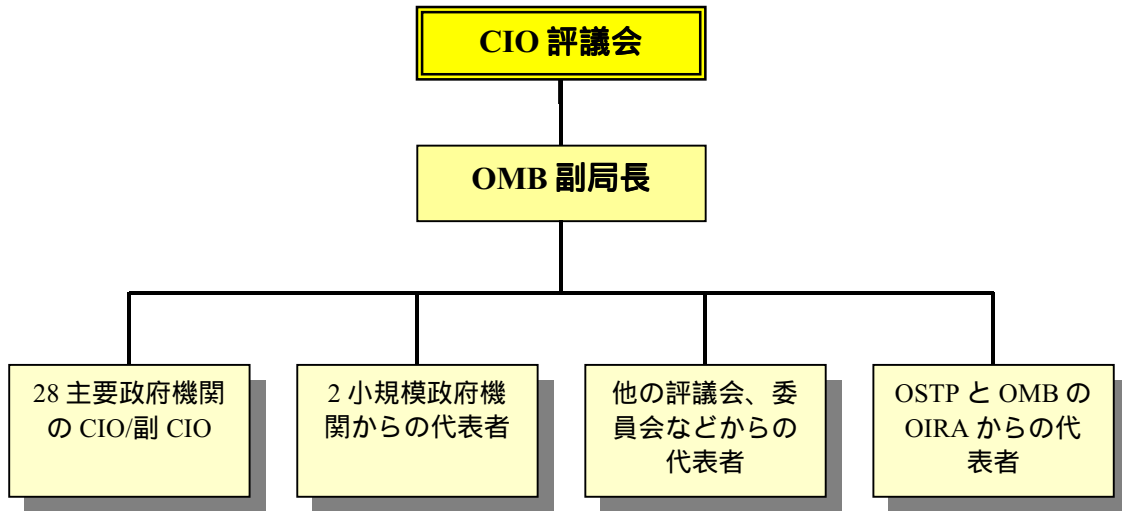 CIO 評議会
OMB 副局長
28 主要政府機関
の CIO/副 CIO
2 小規模政府機
関からの代表者
他の評議会、委
員会などからの
代表者
OSTP と OMB の
OIRA からの代
表者